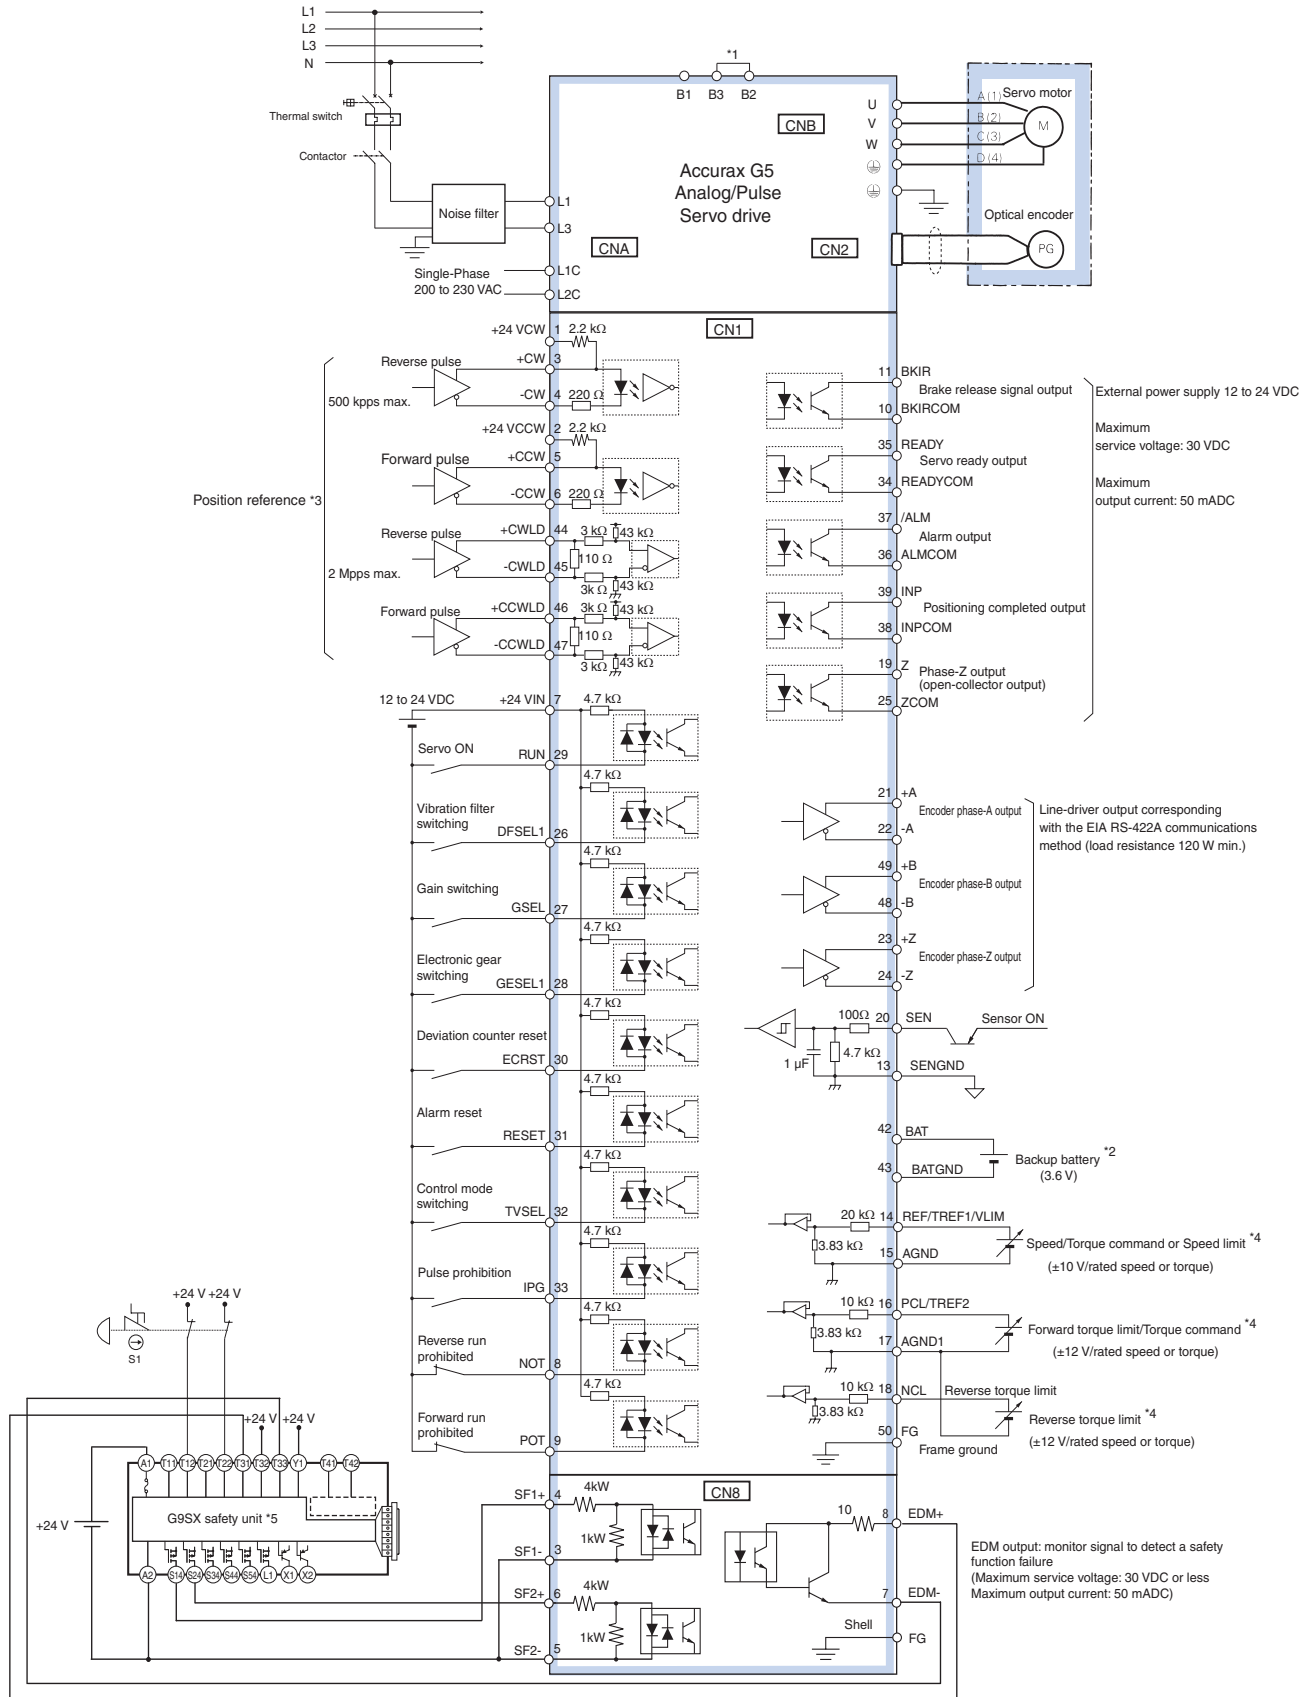 L1
L2
L3
N
Thermal switch
Contactor
Noise filter
L1
L3
Single-Phase
200 to 230 VAC
L1C
L2C
*1
B1 B3 B2
CNB
Accurax G5
Analog/Pulse
Servo drive
CNA
CN2
U
V
W
A (1)
B (2)
C (3)
D (4)
Servo motor
M
Optical encoder
PG
CN1
+24 VCW 1 2.2 kΩ
Reverse pulse
+CW 3
500 kpps max.
-CW 4 220 Ω
+24 VCCW 2 2.2 kΩ
Forward pulse
+CCW 5
-CCW 6 220 Ω
Position reference *3
Reverse pulse
+CWLD 44 3 kΩ 43 kΩ
110 Ω
2 Mpps max.
-CWLD 45
3k Ω 43 kΩ
Forward pulse
+CCWLD 46 3k Ω 43 kΩ
110 Ω
-CCWLD 47
3 kΩ 43 kΩ
12 to 24 VDC
+24 VIN 7 4.7 kΩ
Servo ON
RUN 29
4.7 kΩ
Vibration filter
switching
DFSEL1 26
4.7 kΩ
Gain switching
GSEL 27
4.7 kΩ
Electronic gear
switching
GESEL1 28
4.7 kΩ
Deviation counter reset
ECRST 30
4.7 kΩ
Alarm reset
RESET 31
4.7 kΩ
Control mode
switching
TVSEL 32
4.7 kΩ
Pulse prohibition
IPG 33
4.7 kΩ
Reverse run
prohibited
NOT 8
4.7 kΩ
Forward run
prohibited
POT 9
11 BKIR
Brake release signal output
10 BKIRCOM
35 READY
Servo ready output
34 READYCOM
37 /ALM
Alarm output
36 ALMCOM
39 INP
Positioning completed output
38 INPCOM
19 Z
Phase-Z output
(open-collector output)
25 ZCOM
External power supply 12 to 24 VDC
Maximum
service voltage: 30 VDC
Maximum
output current: 50 mADC
21 +A
Encoder phase-A output
22 -A
49 +B
Encoder phase-B output
48 -B
23 +Z
Encoder phase-Z output
24 -Z
Line-driver output corresponding
with the EIA RS-422A communications
method (load resistance 120 W min.)
100Ω 20 SEN
Sensor ON
1 µF 4.7 kΩ
13 SENGND
42 BAT
Backup battery *2
(3.6 V)
43 BATGND
20 kΩ 14 REF/TREF1/VLIM
3.83 kΩ
15 AGND
Speed/Torque command or Speed limit *4
(±10 V/rated speed or torque)
10 kΩ 16 PCL/TREF2
3.83 kΩ
17 AGND1
Forward torque limit/Torque command *4
(±12 V/rated speed or torque)
10 kΩ 18 NCL
Reverse torque limit
3.83 kΩ
Reverse torque limit *4
(±12 V/rated speed or torque)
50 FG
Frame ground
+24 V +24 V
S1
+24 V +24 V
A1 T11 T12 T21 T22 T31 T32 T33 Y1 T41 T42
G9SX safety unit *5
+24 V
A2 S14 S24 S34 S44 S54 L1 X1 X2
CN8
SF1+ 4 4kW
1kW
SF1- 3
SF2+ 6 4kW
1kW
SF2- 5
10 8 EDM+
7 EDM-
Shell
FG
EDM output: monitor signal to detect a safety
function failure
(Maximum service voltage: 30 VDC or less
Maximum output current: 50 mADC)